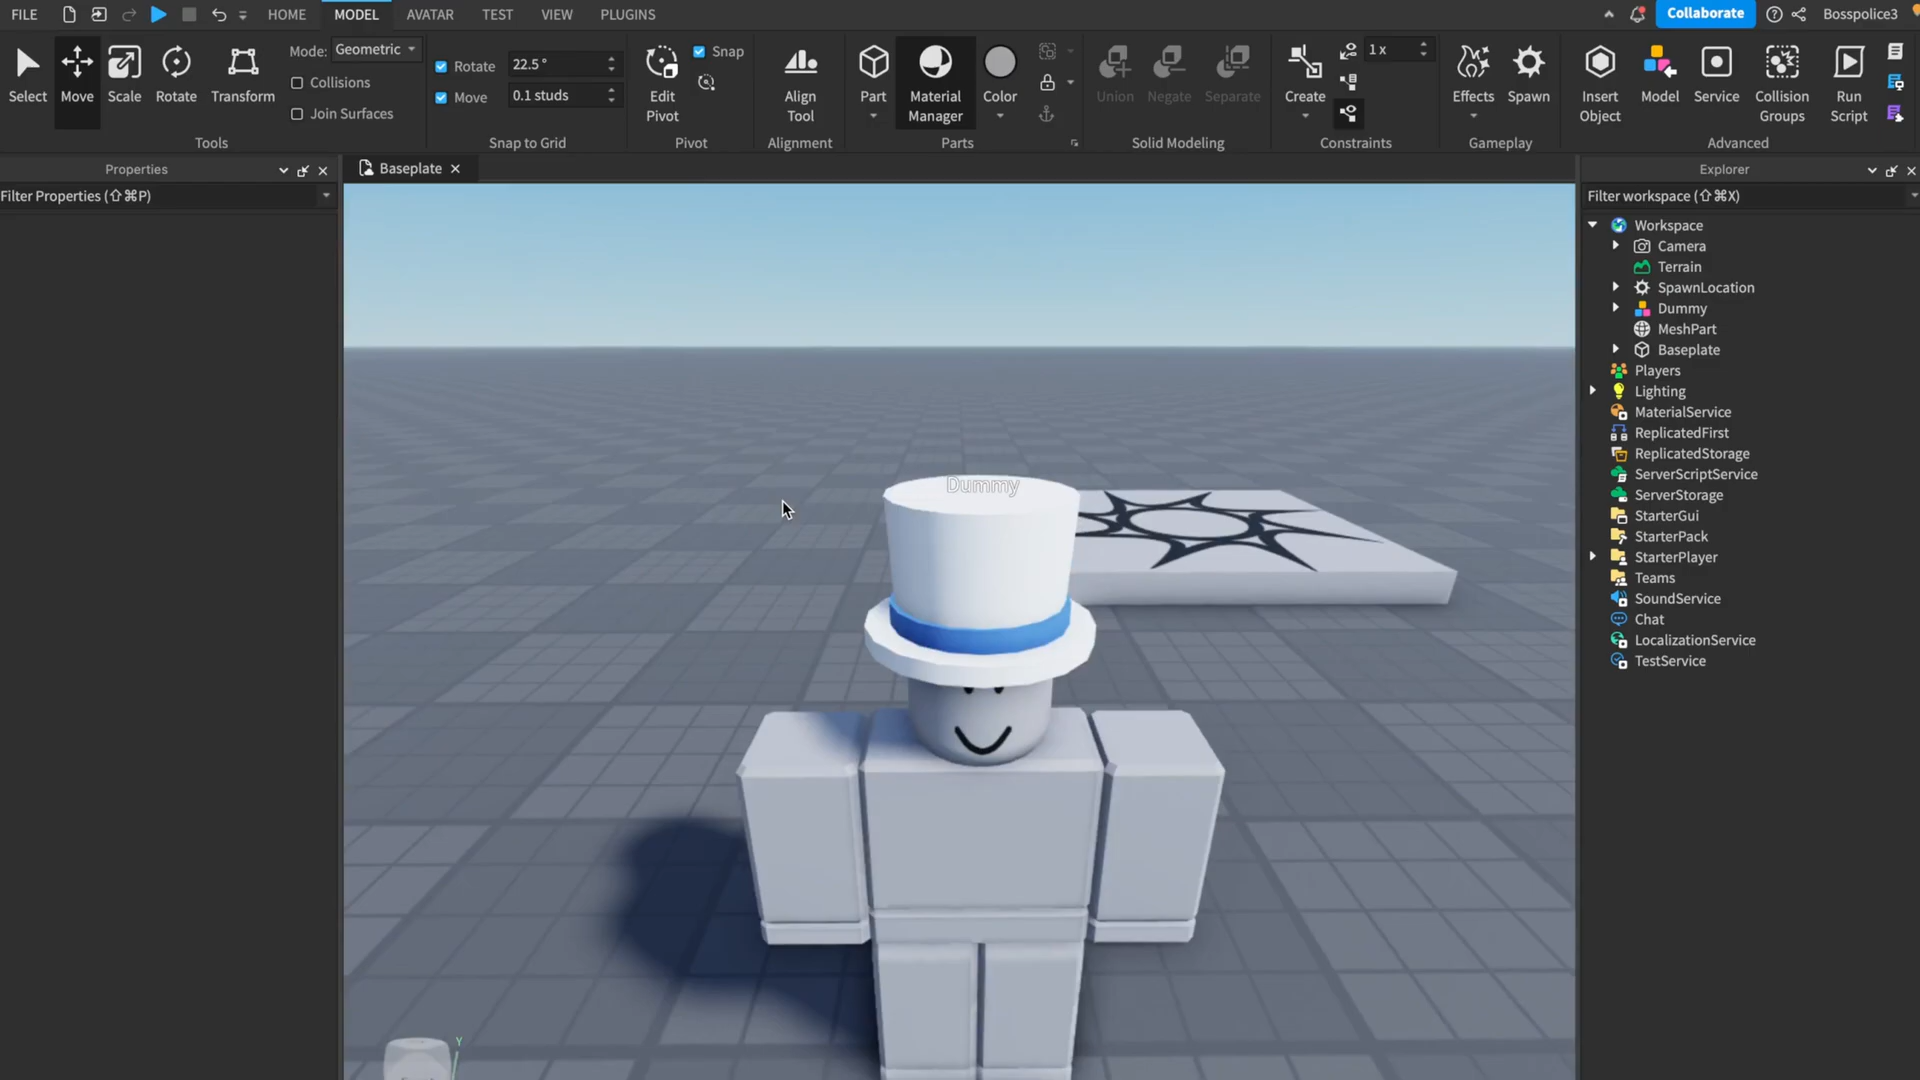 FILE HOME MODEL AVATAR TEST VIEW PLUGINS Collaborate Bosspolice3
Select Move Scale Rotate Transform
Mode: Geometric
Collisions
Join Surfaces
Tools
Rotate 22.5 °
Move 0.1 studs
Snap to Grid
Edit Pivot
Snap
Pivot
Align Tool
Alignment
Part
Material Manager
Color
Parts
Union Negate Separate
Solid Modeling
Create
1 x
Constraints
Effects Spawn
Gameplay
Insert Object
Model
Service
Collision Groups
Run Script
Advanced
Properties
Filter Properties (⇧⌘P)
Baseplate
Dummy
Y
Explorer
Filter workspace (⇧⌘X)
Workspace
Camera
Terrain
SpawnLocation
Dummy
MeshPart
Baseplate
Players
Lighting
MaterialService
ReplicatedFirst
ReplicatedStorage
ServerScriptService
ServerStorage
StarterGui
StarterPack
StarterPlayer
Teams
SoundService
Chat
LocalizationService
TestService